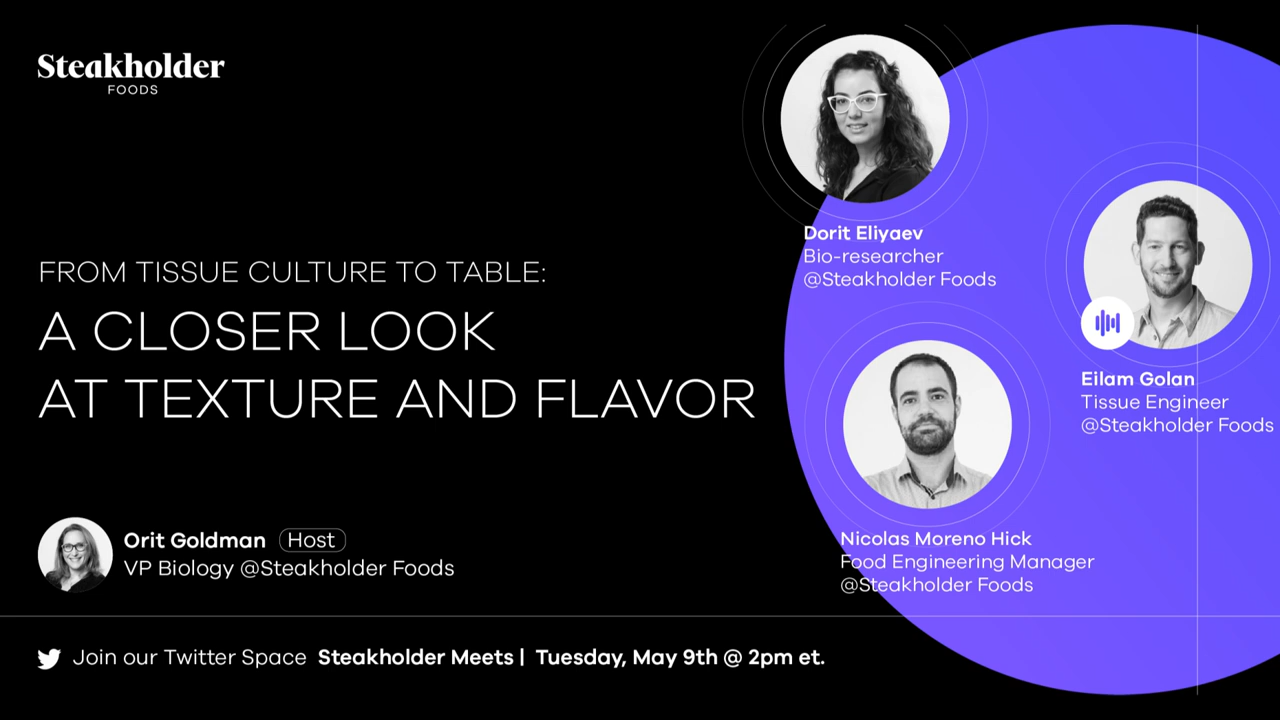 Steakholder
FOODS
FROM TISSUE CULTURE TO TABLE:
A CLOSER LOOK
AT TEXTURE AND FLAVOR
Orit Goldman Host
VP Biology @Steakholder Foods
Dorit Eliyaev
Bio-researcher
@Steakholder Foods
Eilam Golan
Tissue Engineer
@Steakholder Foods
Nicolas Moreno Hick
Food Engineering Manager
@Steakholder Foods
Join our Twitter Space Steakholder Meets | Tuesday, May 9th @ 2pm et.